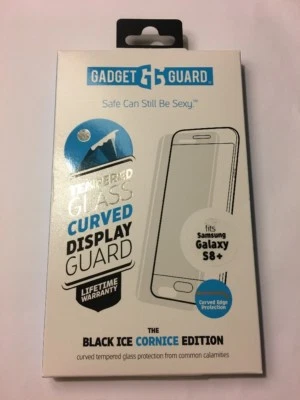 GADGET GUARD
Safe Can Still Be Sexy.™
TEMPERED
GLASS
CURVED
DISPLAY
GUARD
LIFETIME
WARRANTY
fits
Samsung
Galaxy
S8+
Curved Edge
Protection
THE
BLACK ICE CORNICE EDITION
curved tempered glass protection from common calamities